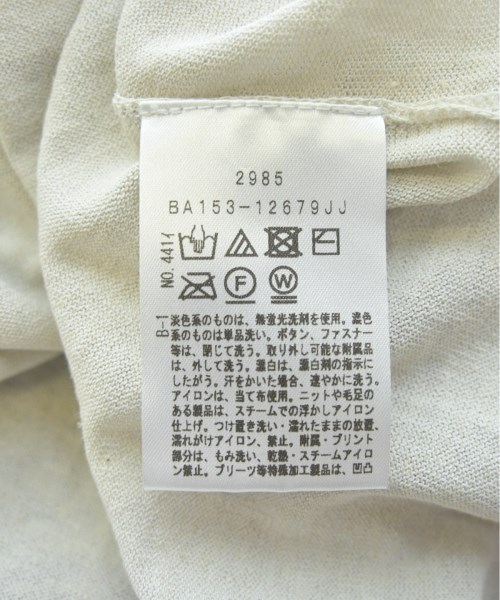 2985
BA153-12679JJ
NO.441イ
F W
B-1
淡色系のものは、無蛍光洗剤を使用。濃色
系のものは単品洗い。ボタン、ファスナー
等は、閉じて洗う。取り外し可能な附属品
は、外して洗う。漂白は、漂白剤の指示に
したがう。汗をかいた場合、速やかに洗う。
アイロンは、当て布使用。ニットや毛足の
ある製品は、スチームでの浮かしアイロン
仕上げ。つけ置き洗い・濡れたままの放置、
濡れがけアイロン、禁止。附属・プリント
部分は、もみ洗い、乾熱・スチームアイロ
ン禁止。プリーツ等特殊加工製品は、凹凸